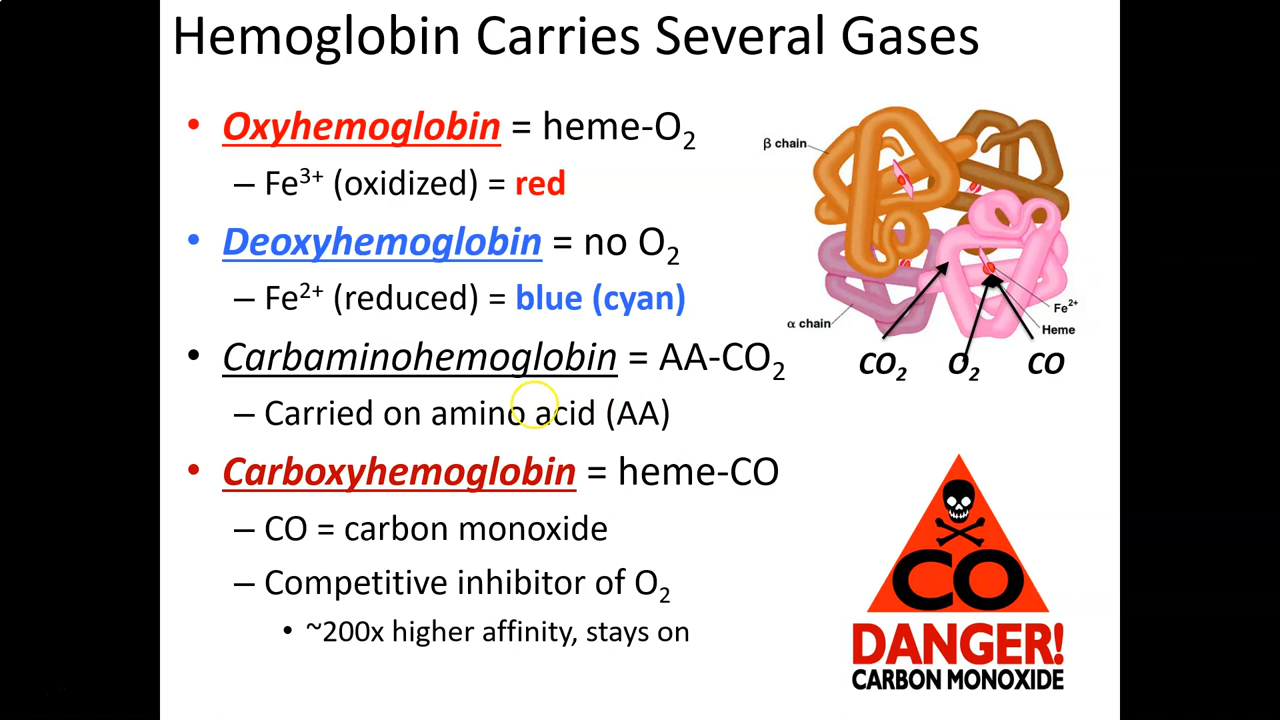 Hemoglobin Carries Several Gases
• Oxyhemoglobin = heme-O₂
– Fe³⁺ (oxidized) = red
• Deoxyhemoglobin = no O₂
– Fe²⁺ (reduced) = blue (cyan)
• Carbaminohemoglobin = AA-CO₂
– Carried on amino acid (AA)
• Carboxyhemoglobin = heme-CO
– CO = carbon monoxide
– Competitive inhibitor of O₂
• ~200x higher affinity, stays on
β chain
α chain
Fe²⁺
Heme
CO₂ O₂ CO
CO
DANGER!
CARBON MONOXIDE